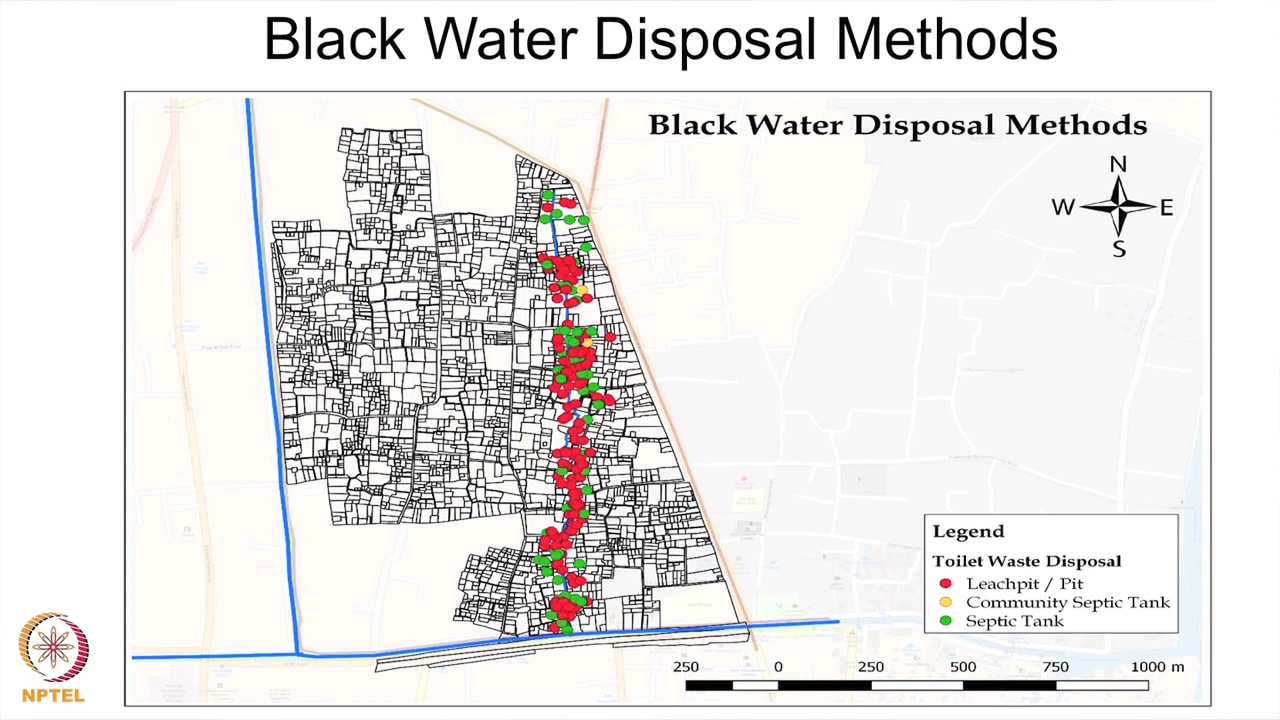 Black Water Disposal Methods
Black Water Disposal Methods
N
W E
S
Legend
Toilet Waste Disposal
Leachpit / Pit
Community Septic Tank
Septic Tank
250 0 250 500 750 1000 m
NPTEL